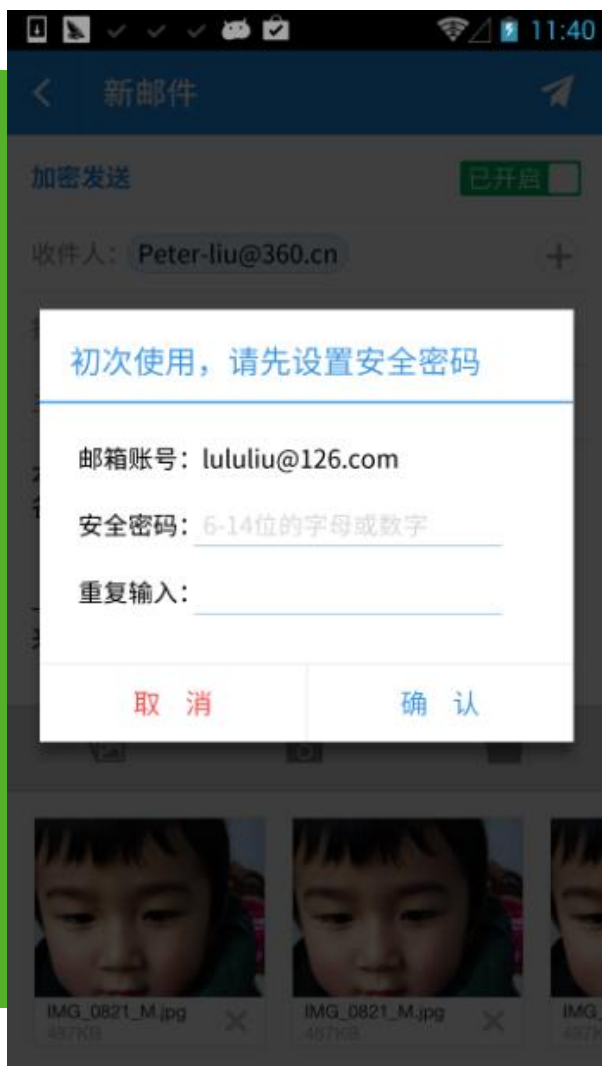 11:40
新邮件
加密发送 已开启
收件人： Peter-liu@360.cn
初次使用，请先设置安全密码
邮箱账号：lululiu@126.com
安全密码：6-14位的字母或数字
重复输入：
取 消 确 认
IMG_0821_M.jpg IMG_0821_M.jpg IMG_
487KB 487KB 487K